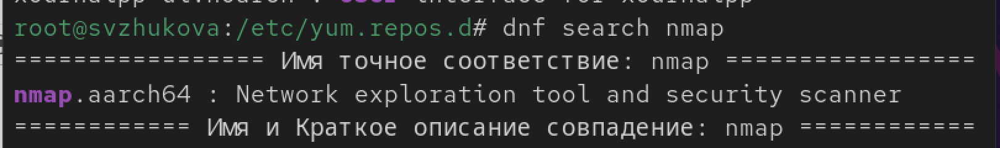 root@svzhukova:/etc/yum.repos.d# dnf search nmap
================= Имя точное соответствие: nmap =================
nmap.aarch64 : Network exploration tool and security scanner
============ Имя и Краткое описание совпадение: nmap ============